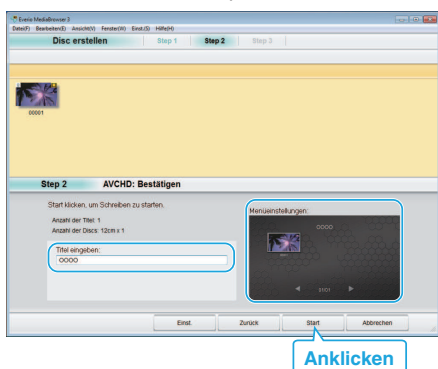 Everio MediaBrowser 3
Datei(F) Bearbeiten(E) Ansicht(V) Fenster(W) Einst.(S) Hilfe(H)
Disc erstellen Step 1 Step 2 Step 3
00001
Step 2 AVCHD: Bestätigen
Start klicken, um Schreiben zu starten.
Anzahl der Titel: 1
Anzahl der Discs: 12cm x 1
Titel eingeben:
OOOO
Menüeinstellungen:
OOOO
0001
Einst. Zurück Start Abbrechen
Anklicken